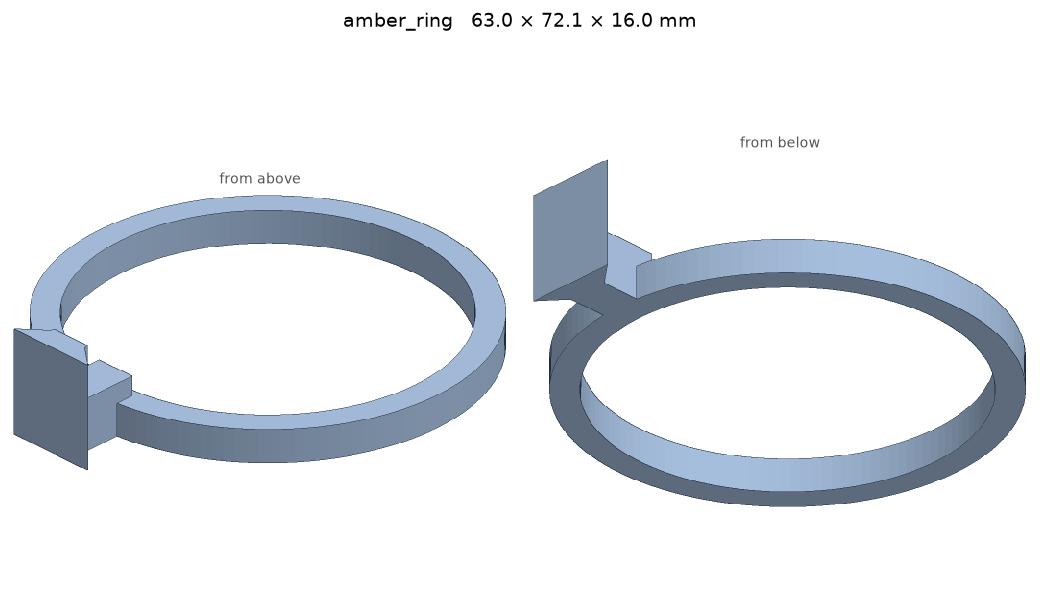 amber_ring 63.0 × 72.1 × 16.0 mm
from below
from above